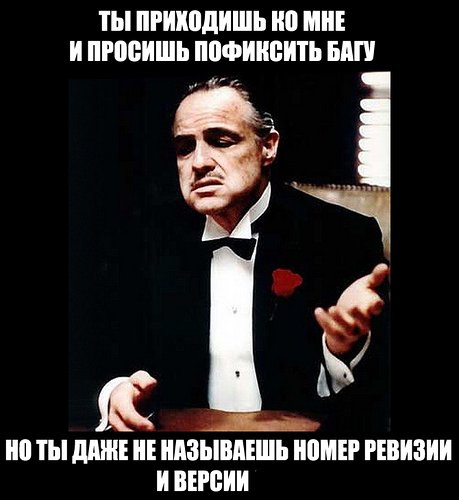 ТЫ ПРИХОДИШЬ КО МНЕ
И ПРОСИШЬ ПОФИКСИТЬ БАГУ
НО ТЫ ДАЖЕ НЕ НАЗЫВАЕШЬ НОМЕР РЕВИЗИИ
И ВЕРСИИ